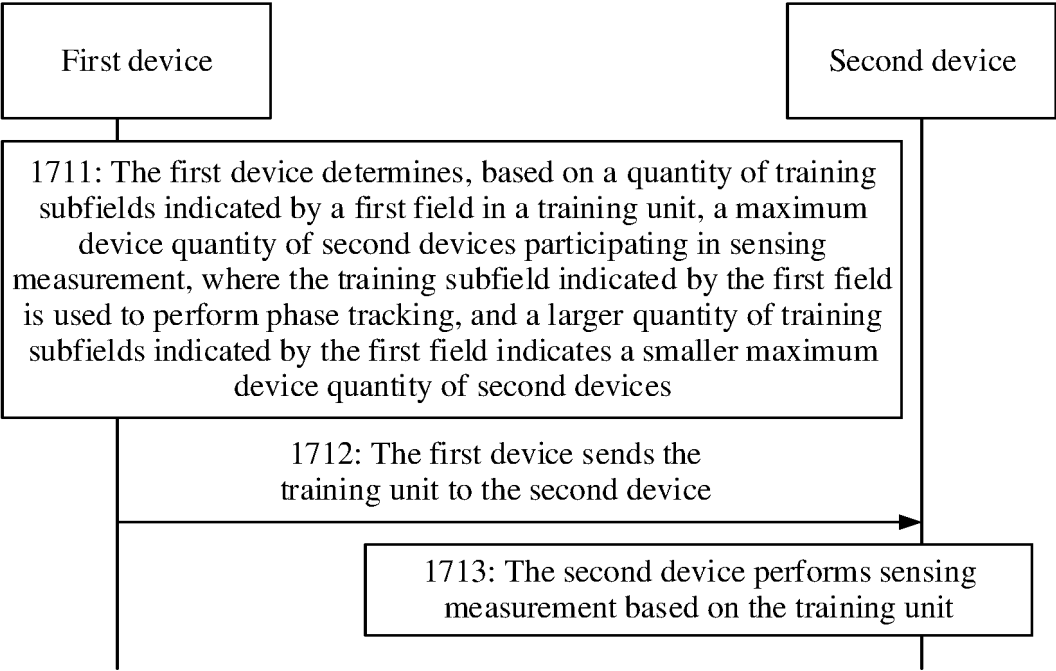 First device
Second device
1711: The first device determines, based on a quantity of training
subfields indicated by a first field in a training unit, a maximum
device quantity of second devices participating in sensing
measurement, where the training subfield indicated by the first field
is used to perform phase tracking, and a larger quantity of training
subfields indicated by the first field indicates a smaller maximum
device quantity of second devices
1712: The first device sends the
training unit to the second device
1713: The second device performs sensing
measurement based on the training unit